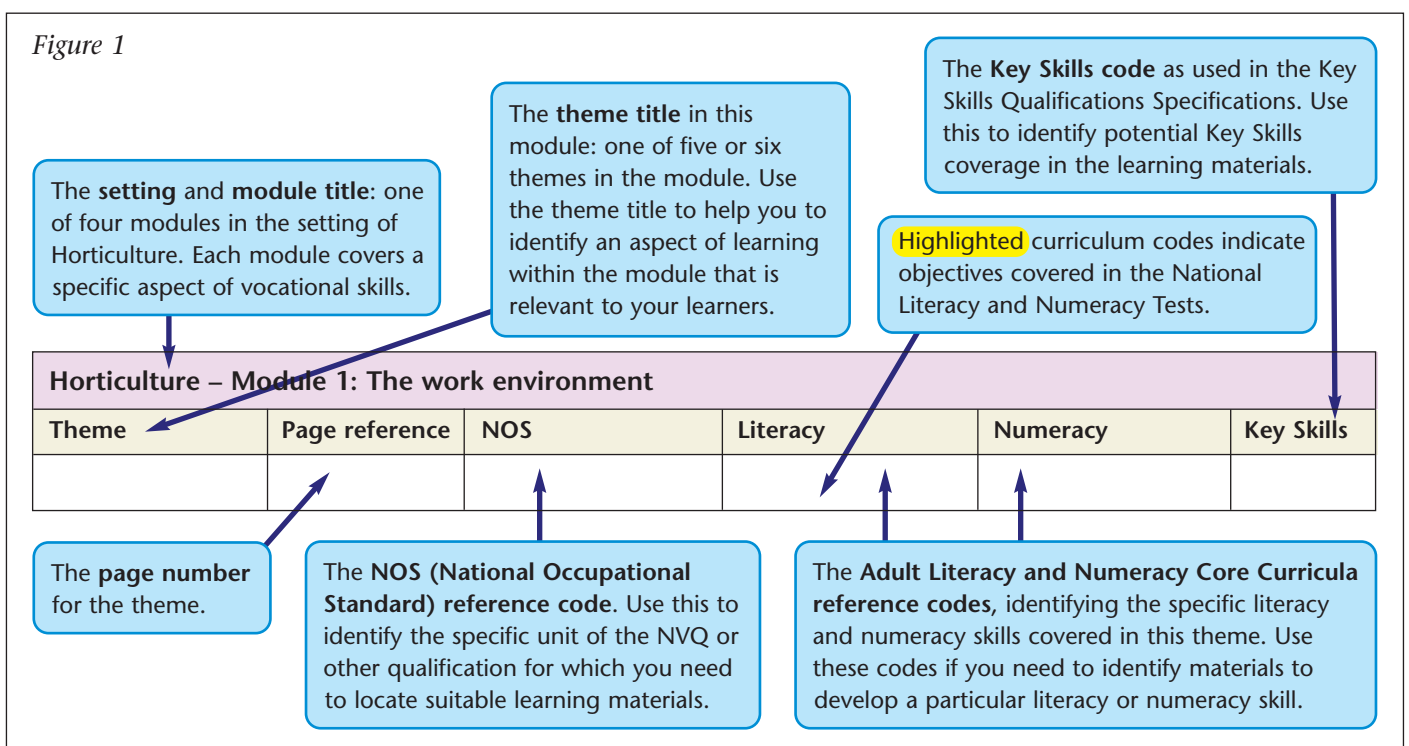 Figure 1
The setting and module title: one
of four modules in the setting of
Horticulture. Each module covers a
specific aspect of vocational skills.
The theme title in this
module: one of five or six
themes in the module. Use
the theme title to help you to
identify an aspect of learning
within the module that is
relevant to your learners.
The Key Skills code as used in the Key
Skills Qualifications Specifications. Use
this to identify potential Key Skills
coverage in the learning materials.
Highlighted curriculum codes indicate
objectives covered in the National
Literacy and Numeracy Tests.
Horticulture – Module 1: The work environment
Theme Page reference NOS Literacy Numeracy Key Skills
The page number
for the theme.
The NOS (National Occupational
Standard) reference code. Use this to
identify the specific unit of the NVQ or
other qualification for which you need
to locate suitable learning materials.
The Adult Literacy and Numeracy Core Curricula
reference codes, identifying the specific literacy
and numeracy skills covered in this theme. Use
these codes if you need to identify materials to
develop a particular literacy or numeracy skill.